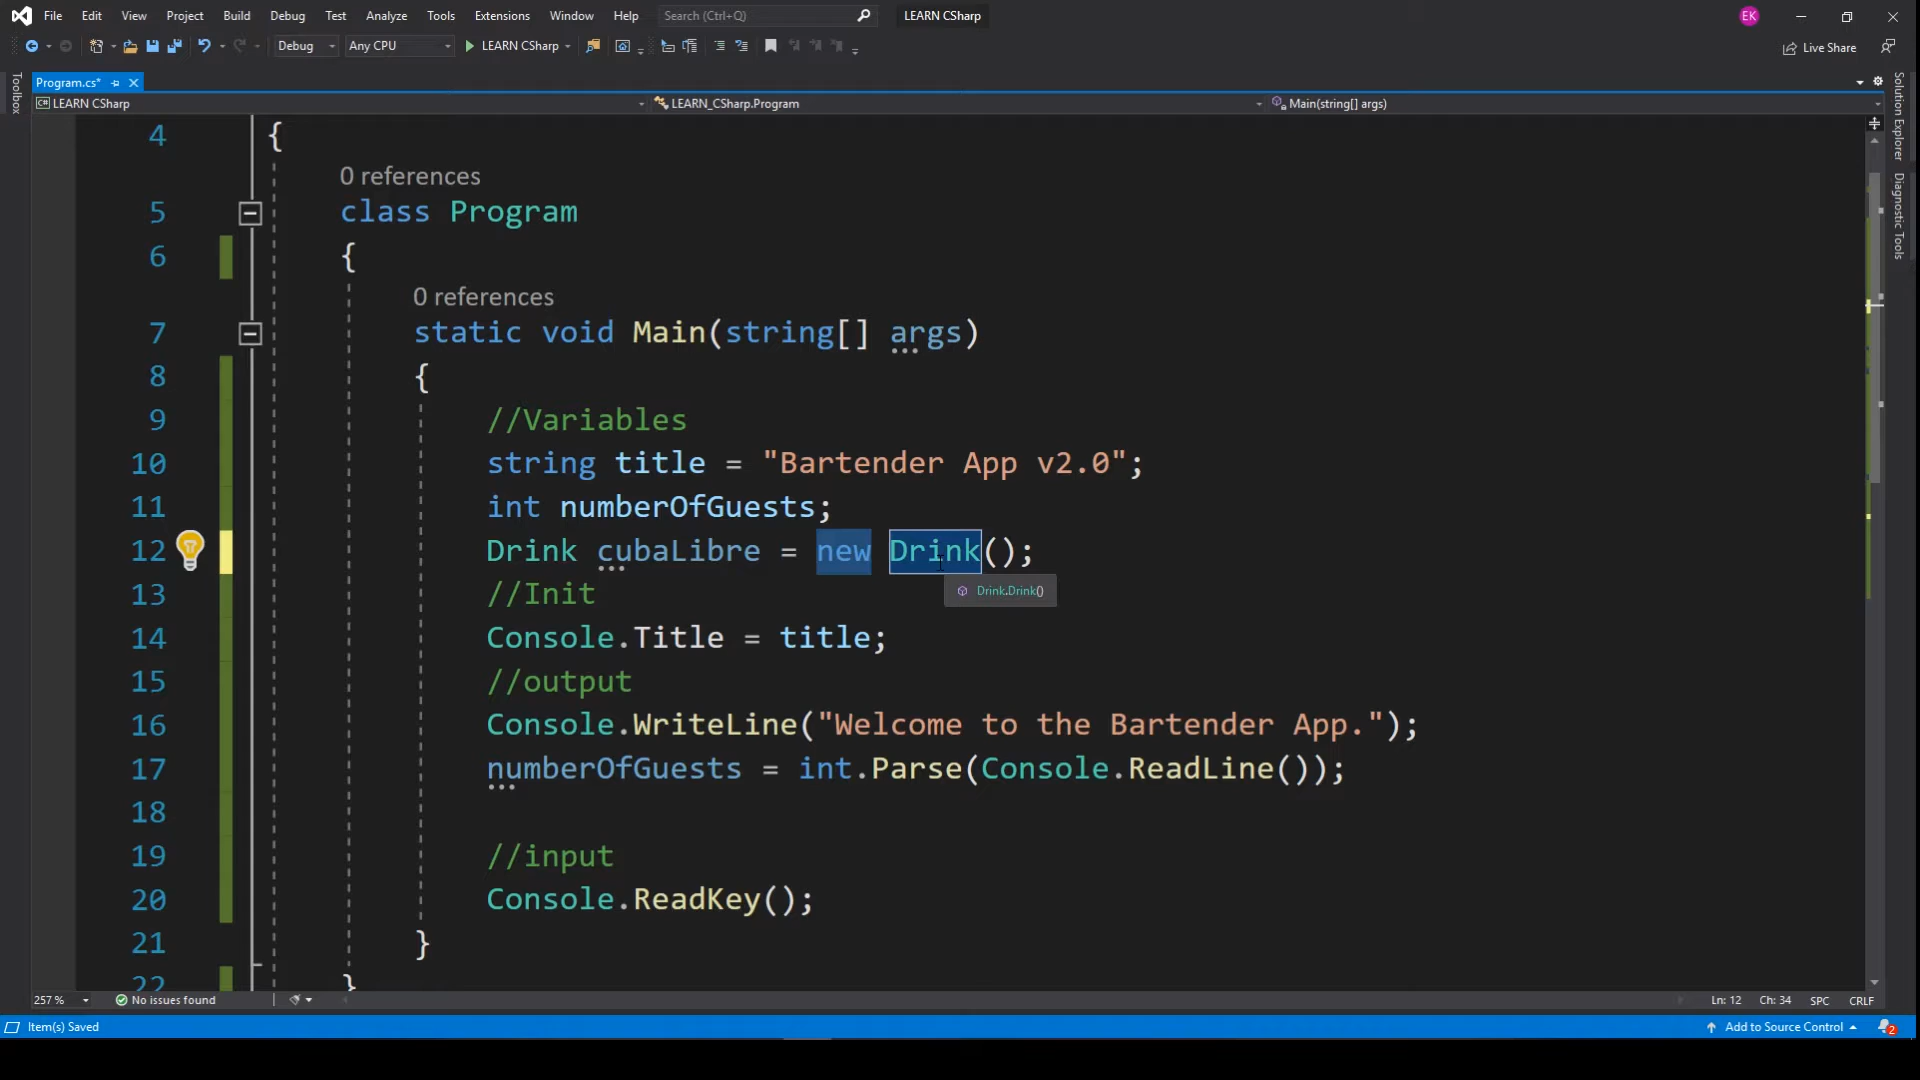 File Edit View Project Build Debug Test Analyze Tools Extensions Window Help Search (Ctrl+Q) LEARN CSharp EK
Debug Any CPU LEARN CSharp Live Share
Toolbox
Program.cs*
C# LEARN CSharp LEARN_CSharp.Program Main(string[] args)
Solution Explorer
Diagnostic Tools
4 {
0 references
5 class Program
6 {
0 references
7 static void Main(string[] args)
8 {
9 //Variables
10 string title = "Bartender App v2.0";
11 int numberOfGuests;
12 Drink cubaLibre = new Drink();
Drink.Drink()
13 //Init
14 Console.Title = title;
15 //output
16 Console.WriteLine("Welcome to the Bartender App.");
17 numberOfGuests = int.Parse(Console.ReadLine());
18
19 //input
20 Console.ReadKey();
21 }
22 }
257 % No issues found Ln: 12 Ch: 34 SPC CRLF
Item(s) Saved Add to Source Control 2